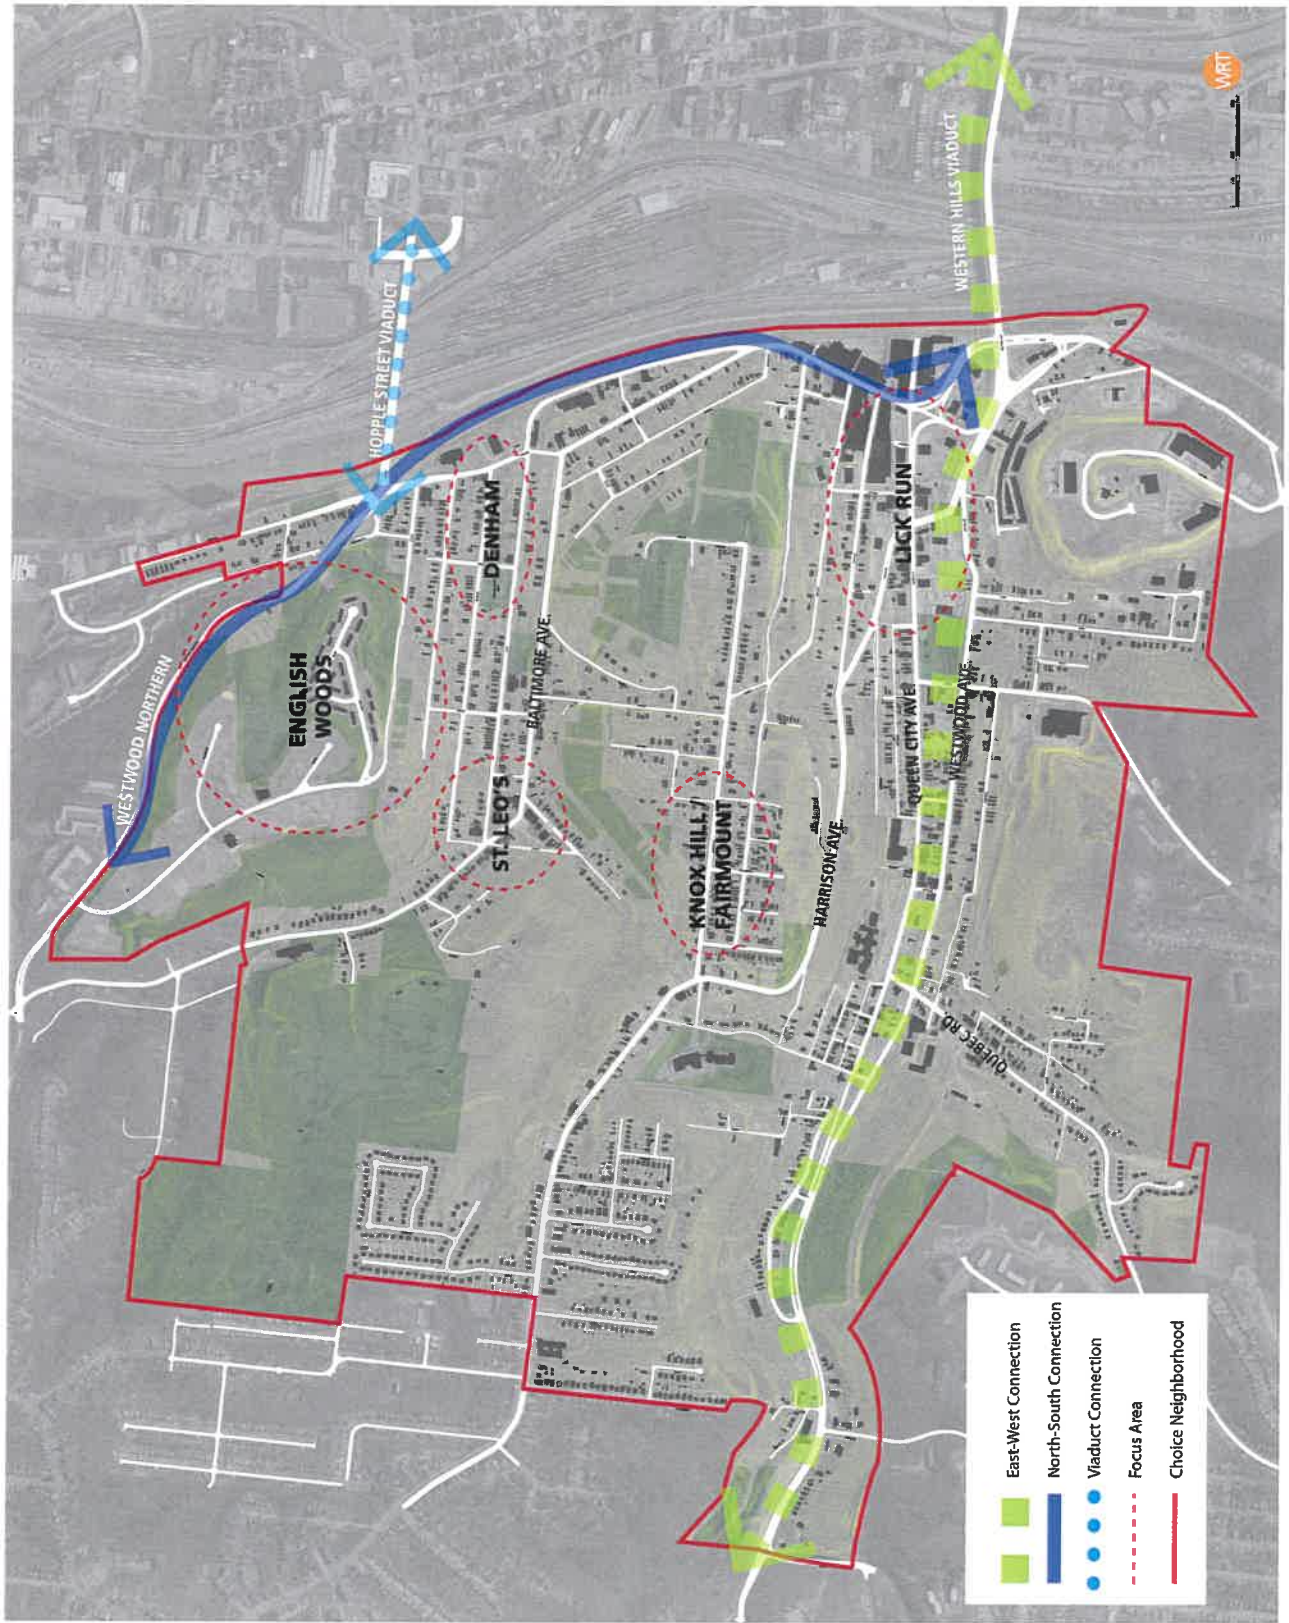 WESTWOOD NORTHERN
HOPPLE STREET VIADUCT
WESTERN HILLS VIADUCT
WRT
ENGLISH
WOODS
DENHAM
ST. LEO'S
BALTIMORE AVE.
KNOX HILL /
FAIRMOUNT
HARRISON AVE.
LICK RUN
QUEEN CITY AVE
WESTWOOD AVE.
QUEBEC RD.
East-West Connection
North-South Connection
Viaduct Connection
Focus Area
Choice Neighborhood